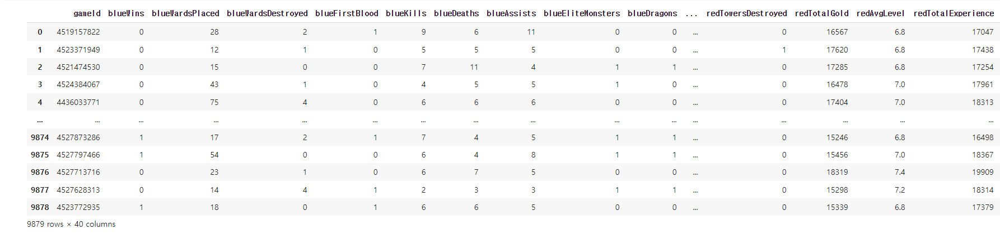 gameId blueWins blueWardsPlaced blueWardsDestroyed blueFirstBlood blueKills blueDeaths blueAssists blueEliteMonsters blueDragons ... redTowersDestroyed redTotalGold redAvgLevel redTotalExperience
0 4519157822 0 28 2 1 9 6 11 0 0 ... 0 16567 6.8 17047
1 4523371949 0 12 1 0 5 5 5 0 0 ... 1 17620 6.8 17438
2 4521474530 0 15 0 0 7 11 4 1 1 ... 0 17285 6.8 17254
3 4524384067 0 43 1 0 4 5 5 1 0 ... 0 16478 7.0 17961
4 4436033771 0 75 4 0 6 6 6 0 0 ... 0 17404 7.0 18313
... ... ... ... ... ... ... ... ... ... ... ... ... ... ... ...
9874 4527873286 1 17 2 1 7 4 5 1 1 ... 0 15246 6.8 16498
9875 4527797466 1 54 0 0 6 4 8 1 1 ... 0 15456 7.0 18367
9876 4527713716 0 23 1 0 6 7 5 0 0 ... 0 18319 7.4 19909
9877 4527628313 0 14 4 1 2 3 3 1 1 ... 0 15298 7.2 18314
9878 4523772935 1 18 0 1 6 6 5 0 0 ... 0 15339 6.8 17379
9879 rows × 40 columns